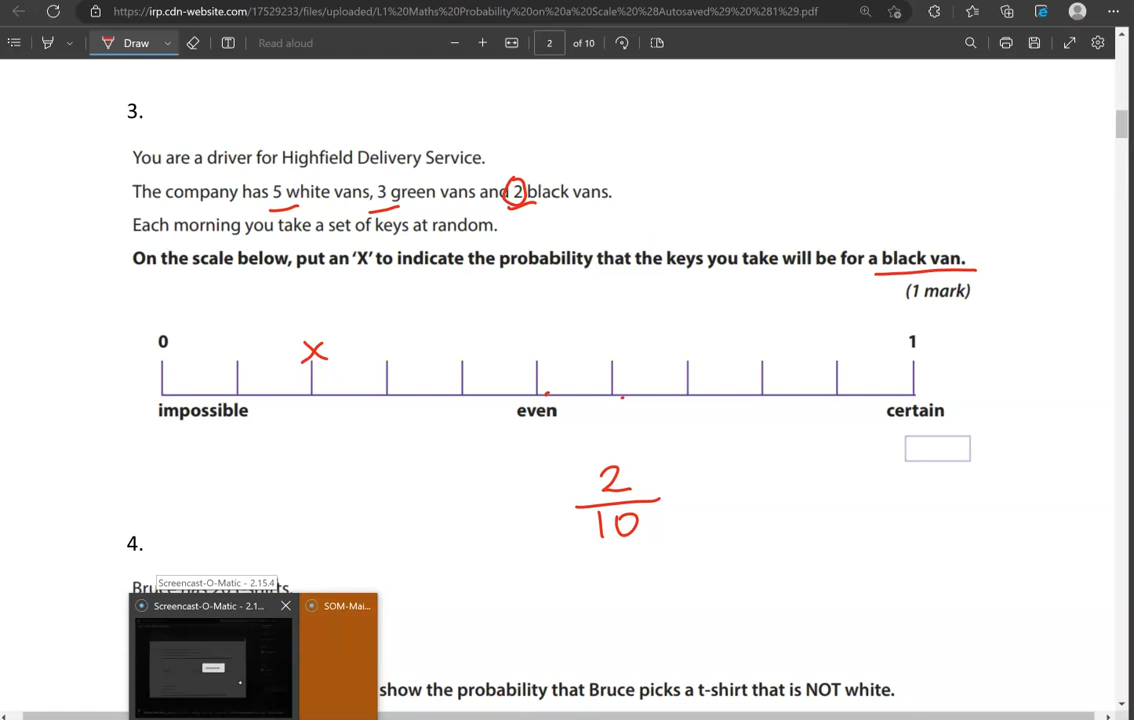 https://irp.cdn-website.com/17529233/files/uploaded/L1%20Maths%20Probability%20on%20a%20Scale%20%28Autosaved%29%20%281%29.pdf
Draw
Read aloud
2 of 10
3.
You are a driver for Highfield Delivery Service.
The company has 5 white vans, 3 green vans and 2 black vans.
Each morning you take a set of keys at random.
On the scale below, put an ‘X’ to indicate the probability that the keys you take will be for a black van.
(1 mark)
0 1
X
impossible even certain
2
10
4.
Screencast-O-Matic - 2.15.4
Screencast-O-Matic - 2.1... SOM-Mai...
show the probability that Bruce picks a t-shirt that is NOT white.